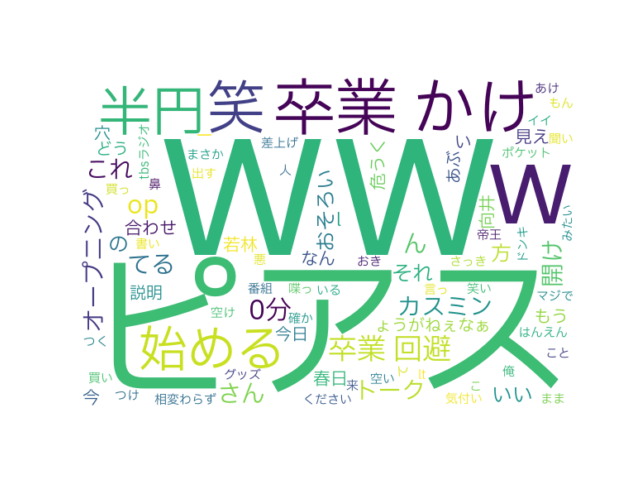 半円
笑
卒業
かけ
あけ
もん
tbsラジオ
穴
どう
まさか
差上げ
危うく
あぶ
い
見え
イイ
聞い
ポケット
これ
買っ
鼻
出す
人
ww
w
オープニング
op
合わせ
おそろい
し
向井
帝王
ドンキ
みたい
の
書い
若林
悪
なん
ん
おき
それ
さっき
方
開け
てる
ピアス
説明
番組
喋っ
いる
言っ
笑い
マジで
空け
0分
確か
カスミン
もう
つく
始める
今日
ょうがねぇなぁ
卒業
回避
はんえん
買い
グッズ
春日
空い
て
lt
こ
こと
今
つけ
相変わらず
さん
来
ください
トーク
気付い
いい
俺
まま